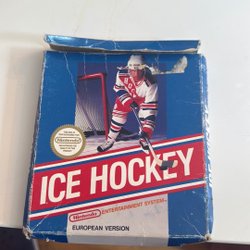 ICE HOCKEY
Nintendo
ENTERTAINMENT SYSTEM
EUROPEAN VERSION